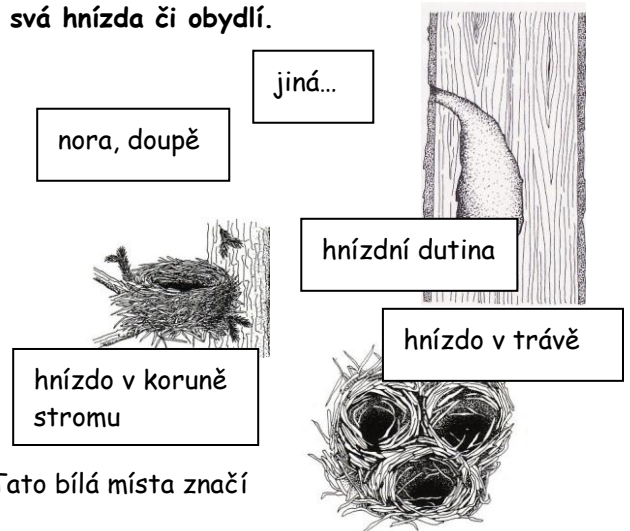 svá hnízda či obydlí.
jiná...
nora, doupě
hnízdní dutina
hnízdo v trávě
hnízdo v koruně
stromu
Tato bílá místa značí